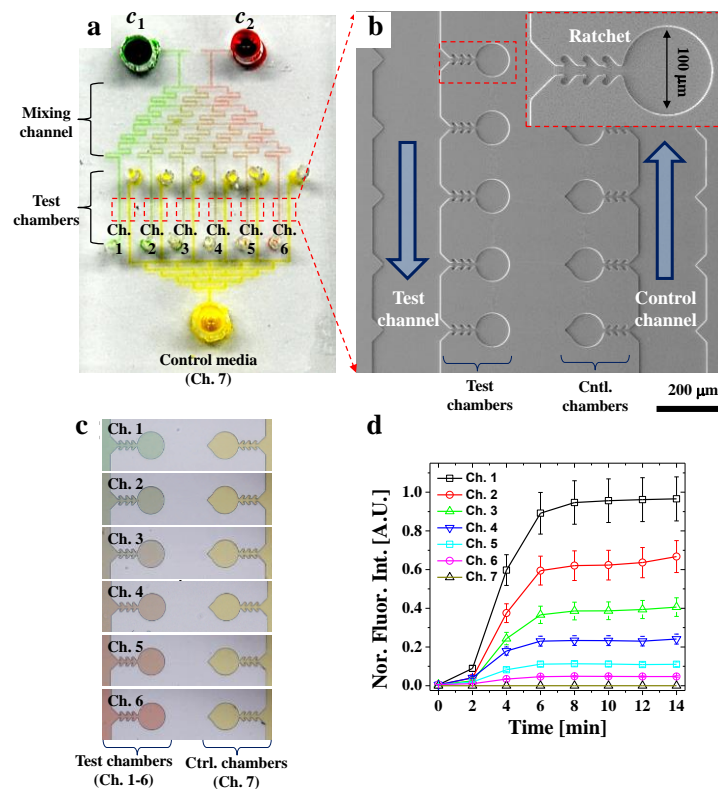 a
c1
c2
Mixing
channel
Test
chambers
Ch.
1
Ch.
2
Ch.
3
Ch.
4
Ch.
5
Ch.
6
Control media
(Ch. 7)
b
Ratchet
100 μm
Test
channel
Control
channel
Test
chambers
Cntl.
chambers
200 μm
c
Ch. 1
Ch. 2
Ch. 3
Ch. 4
Ch. 5
Ch. 6
Test chambers
(Ch. 1-6)
Ctrl. chambers
(Ch. 7)
d
Nor. Fluor. Int. [A.U.]
1.0
0.8
0.6
0.4
0.2
0.0
Ch. 1
Ch. 2
Ch. 3
Ch. 4
Ch. 5
Ch. 6
Ch. 7
0 2 4 6 8 10 12 14
Time [min]